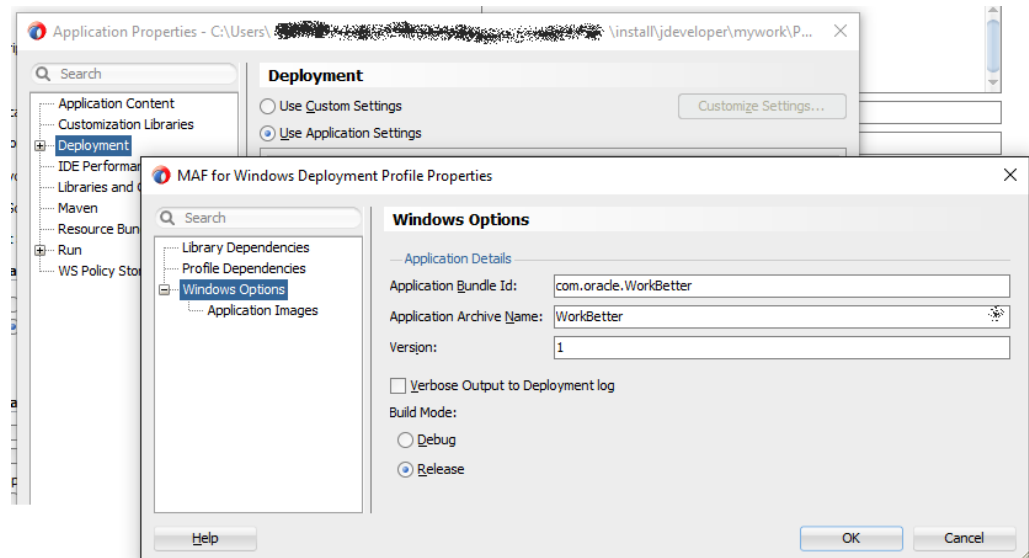 Application Properties - C:\Users\ \install\jdeveloper\mywork\P...
Search
Application Content
Customization Libraries
Deployment
IDE Performan
Libraries and
Maven
Resource Bun
Run
WS Policy Stor
Deployment
Use Custom Settings
Customize Settings...
Use Application Settings
MAF for Windows Deployment Profile Properties
Search
Library Dependencies
Profile Dependencies
Windows Options
Application Images
Windows Options
Application Details
Application Bundle Id: com.oracle.WorkBetter
Application Archive Name: WorkBetter
Version: 1
Verbose Output to Deployment log
Build Mode:
Debug
Release
Help
OK
Cancel